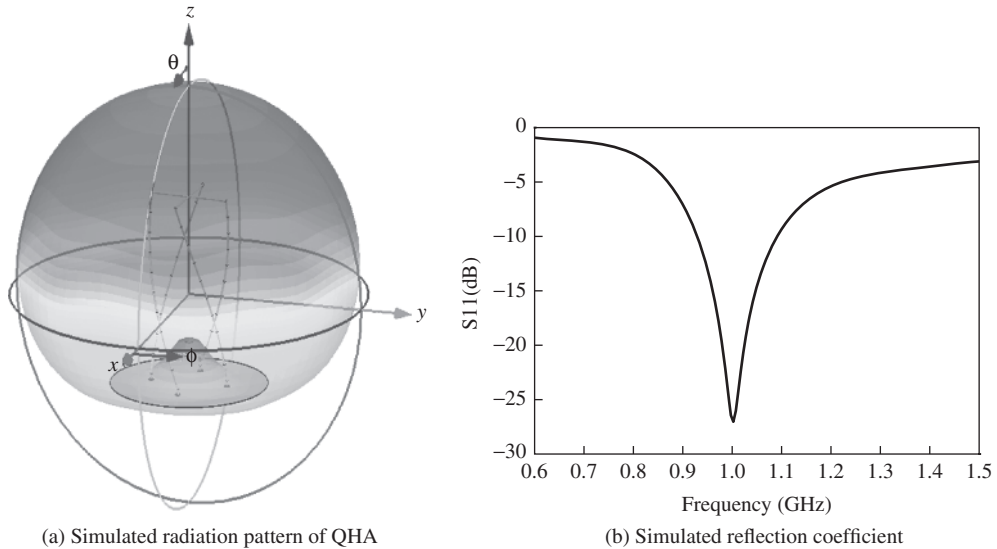 z
θ
y
x
ϕ
(a) Simulated radiation pattern of QHA
0
−5
−10
−15
−20
−25
−30
S11(dB)
0.6 0.7 0.8 0.9 1.0 1.1 1.2 1.3 1.4 1.5
Frequency (GHz)
(b) Simulated reflection coefficient